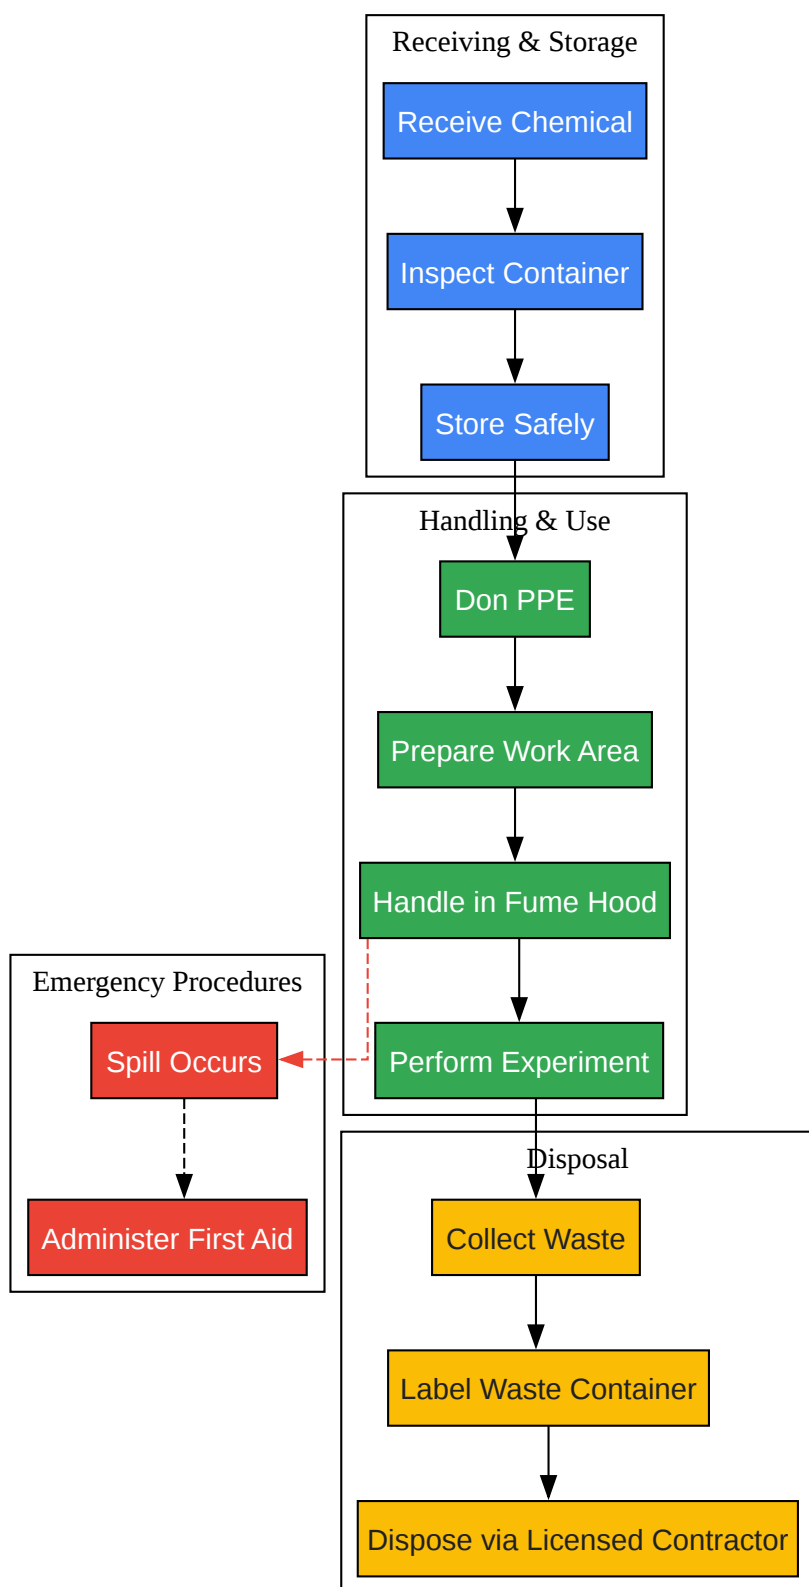 Receiving & Storage
Receive Chemical
Inspect Container
Store Safely
Handling & Use
Don PPE
Prepare Work Area
Handle in Fume Hood
Perform Experiment
Emergency Procedures
Spill Occurs
Administer First Aid
Disposal
Collect Waste
Label Waste Container
Dispose via Licensed Contractor